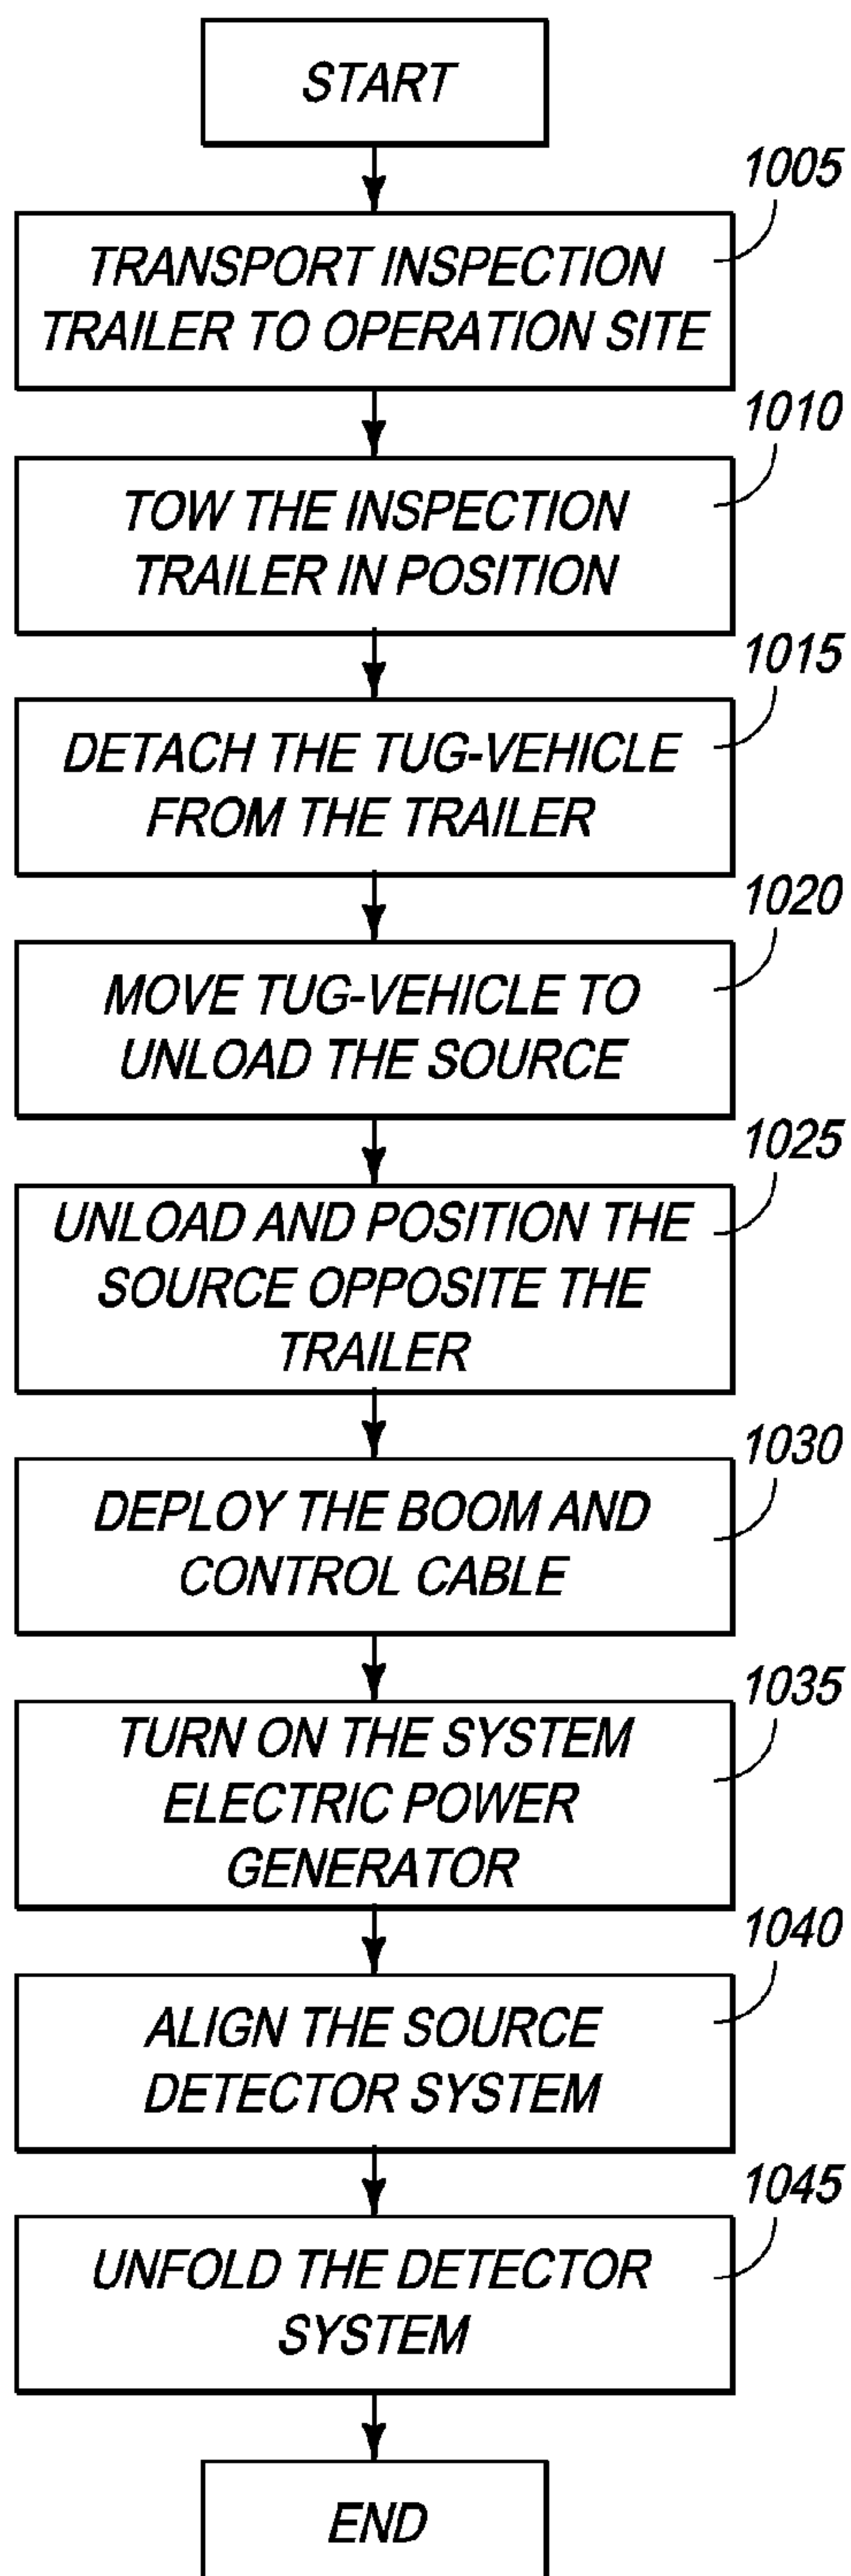 START
1005
TRANSPORT INSPECTION
TRAILER TO OPERATION SITE
1010
TOW THE INSPECTION
TRAILER IN POSITION
1015
DETACH THE TUG-VEHICLE
FROM THE TRAILER
1020
MOVE TUG-VEHICLE TO
UNLOAD THE SOURCE
1025
UNLOAD AND POSITION THE
SOURCE OPPOSITE THE
TRAILER
1030
DEPLOY THE BOOM AND
CONTROL CABLE
1035
TURN ON THE SYSTEM
ELECTRIC POWER
GENERATOR
1040
ALIGN THE SOURCE
DETECTOR SYSTEM
1045
UNFOLD THE DETECTOR
SYSTEM
END